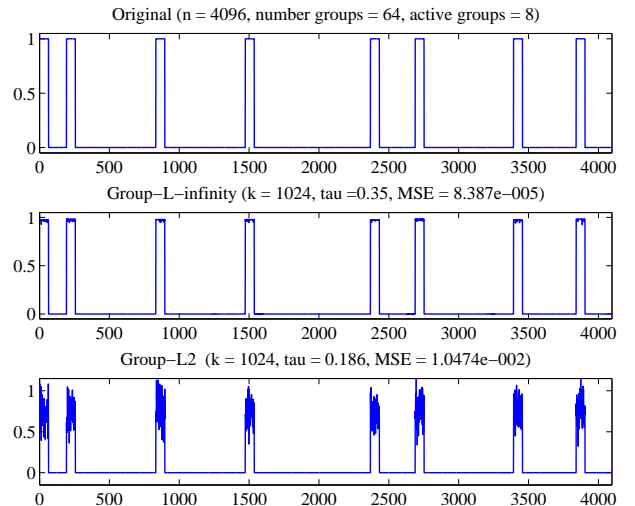 Original (n = 4096, number groups = 64, active groups = 8)
1
0.5
0
0 500 1000 1500 2000 2500 3000 3500 4000
Group−L−infinity (k = 1024, tau =0.35, MSE = 8.387e−005)
1
0.5
0
0 500 1000 1500 2000 2500 3000 3500 4000
Group−L2 (k = 1024, tau = 0.186, MSE = 1.0474e−002)
1
0.5
0
0 500 1000 1500 2000 2500 3000 3500 4000